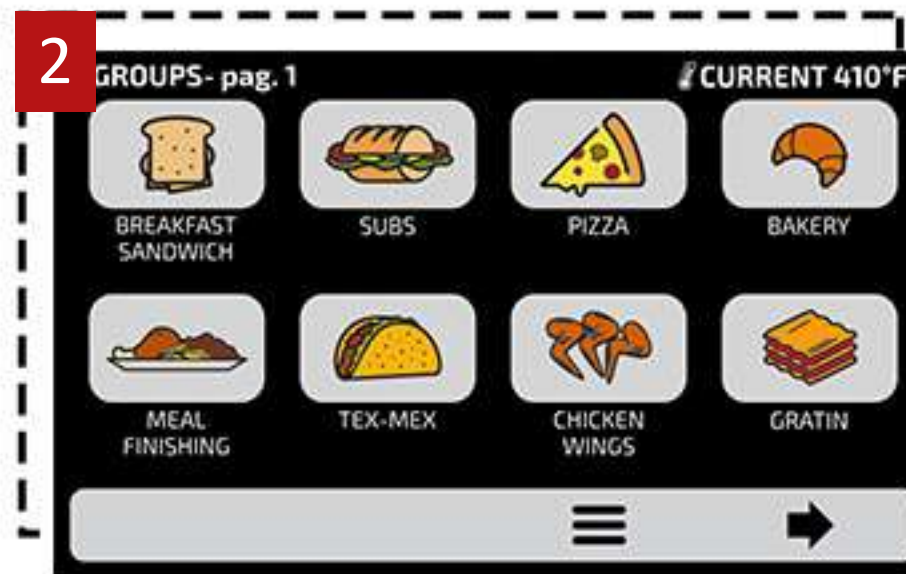 2
GROUPS- pag. 1
CURRENT 410°F
BREAKFAST
SANDWICH
SUBS
PIZZA
BAKERY
MEAL
FINISHING
TEX-MEX
CHICKEN
WINGS
GRATIN